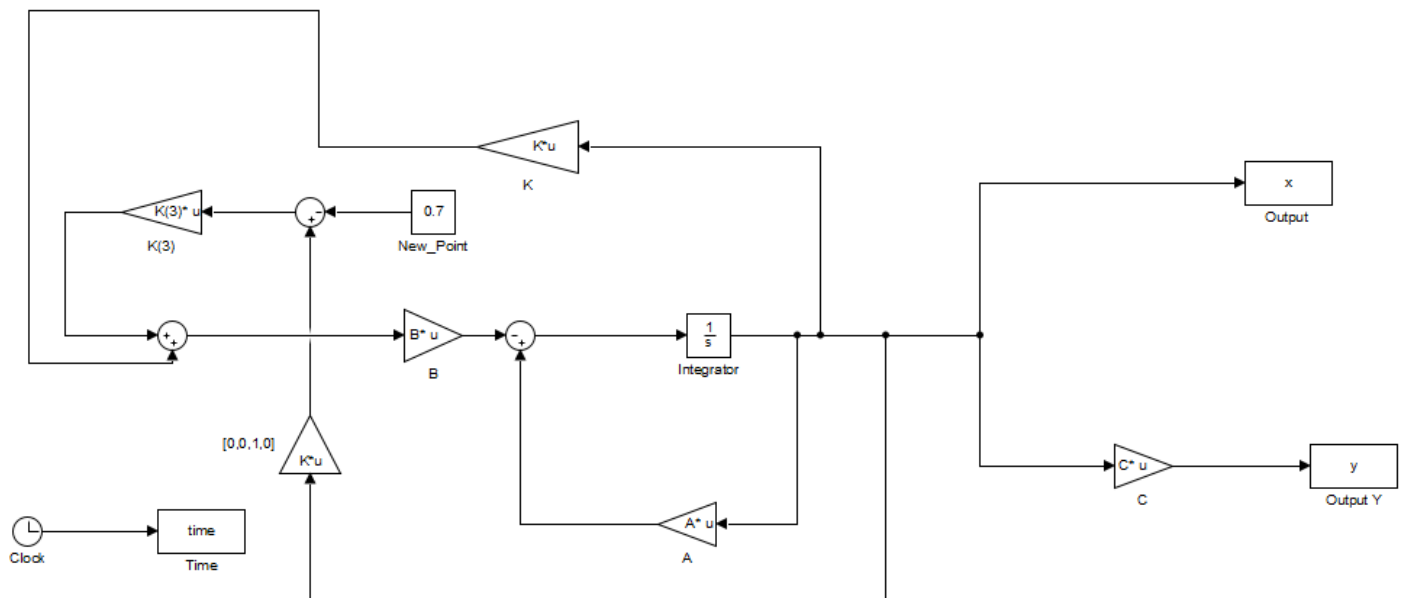 K*u
K
x
Output
K(3)* u
K(3)
+
-
0.7
New_Point
+
+
B* u
B
-
+
1
s
Integrator
[0,0,1,0]
K*u
C* u
C
y
Output Y
A* u
A
Clock
time
Time